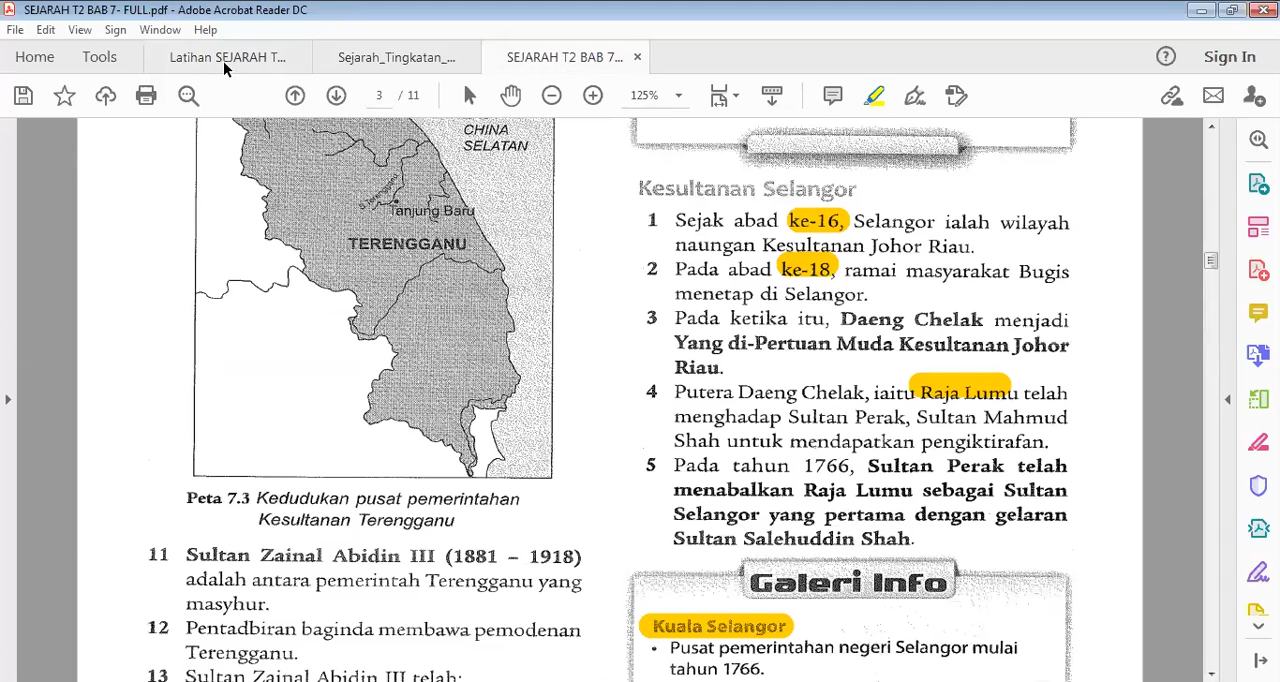 SEJARAH T2 BAB 7- FULL.pdf - Adobe Acrobat Reader DC
File Edit View Sign Window Help
Home Tools Latihan SEJARAH T... Sejarah_Tingkatan_... SEJARAH T2 BAB 7... Sign In
3 / 11 125%
CHINA
SELATAN
Tanjung Baru
TERENGGANU
Peta 7.3 Kedudukan pusat pemerintahan
Kesultanan Terengganu
11 Sultan Zainal Abidin III (1881 – 1918)
adalah antara pemerintah Terengganu yang
masyhur.
12 Pentadbiran baginda membawa pemodenan
Terengganu.
13 Sultan Zainal Abidin III telah:
Kesultanan Selangor
1 Sejak abad ke-16, Selangor ialah wilayah
naungan Kesultanan Johor Riau.
2 Pada abad ke-18, ramai masyarakat Bugis
menetap di Selangor.
3 Pada ketika itu, Daeng Chelak menjadi
Yang di-Pertuan Muda Kesultanan Johor
Riau.
4 Putera Daeng Chelak, iaitu Raja Lumu telah
menghadap Sultan Perak, Sultan Mahmud
Shah untuk mendapatkan pengiktirafan.
5 Pada tahun 1766, Sultan Perak telah
menabalkan Raja Lumu sebagai Sultan
Selangor yang pertama dengan gelaran
Sultan Salehuddin Shah.
Galeri Info
Kuala Selangor
• Pusat pemerintahan negeri Selangor mulai
tahun 1766.